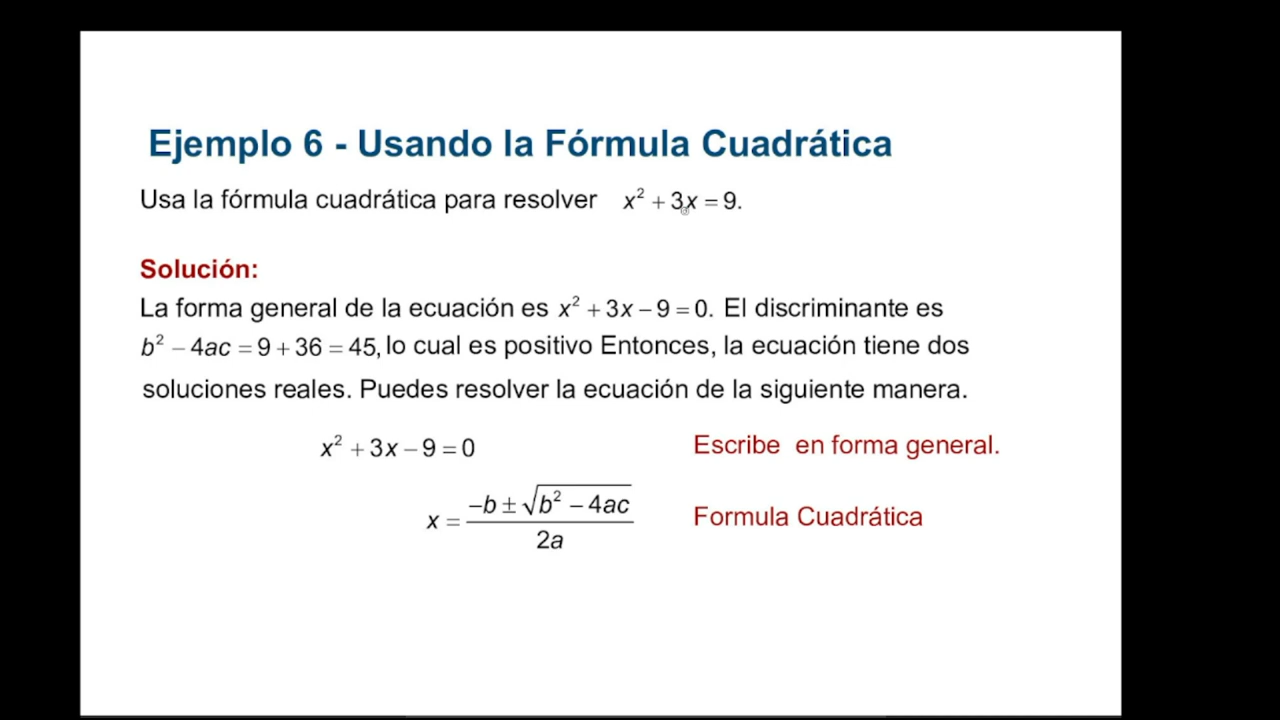 Ejemplo 6 - Usando la Fórmula Cuadrática
Usa la fórmula cuadrática para resolver x² + 3x = 9.
Solución:
La forma general de la ecuación es x² + 3x – 9 = 0. El discriminante es
b² – 4ac = 9 + 36 = 45, lo cual es positivo Entonces, la ecuación tiene dos
soluciones reales. Puedes resolver la ecuación de la siguiente manera.
x² + 3x – 9 = 0 Escribe en forma general.
x = (–b ± √(b² – 4ac)) / 2a Formula Cuadrática